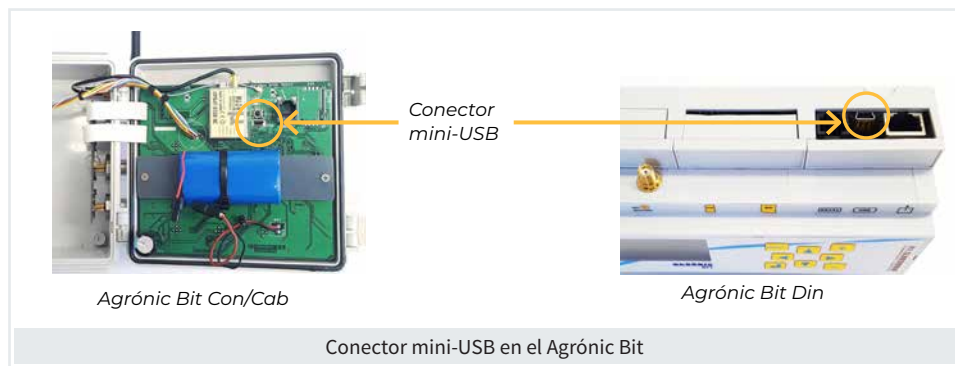 Conector
mini-USB
Agrónic Bit Con/Cab
Agrónic Bit Din
Conector mini-USB en el Agrónic Bit